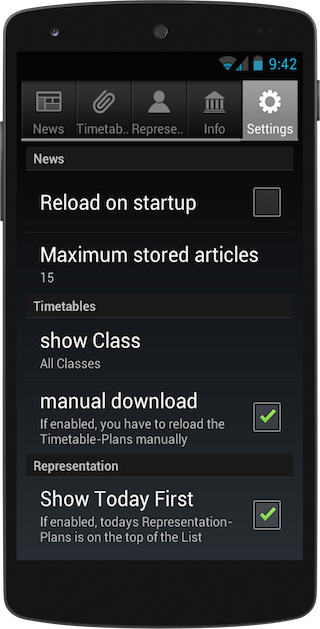 9:42
News Timetab.. Represe.. Info Settings
News
Reload on startup
Maximum stored articles
15
Timetables
show Class
All Classes
manual download
If enabled, you have to reload the
Timetable-Plans manually
Representation
Show Today First
If enabled, todays Representation-
Plans is on the top of the List